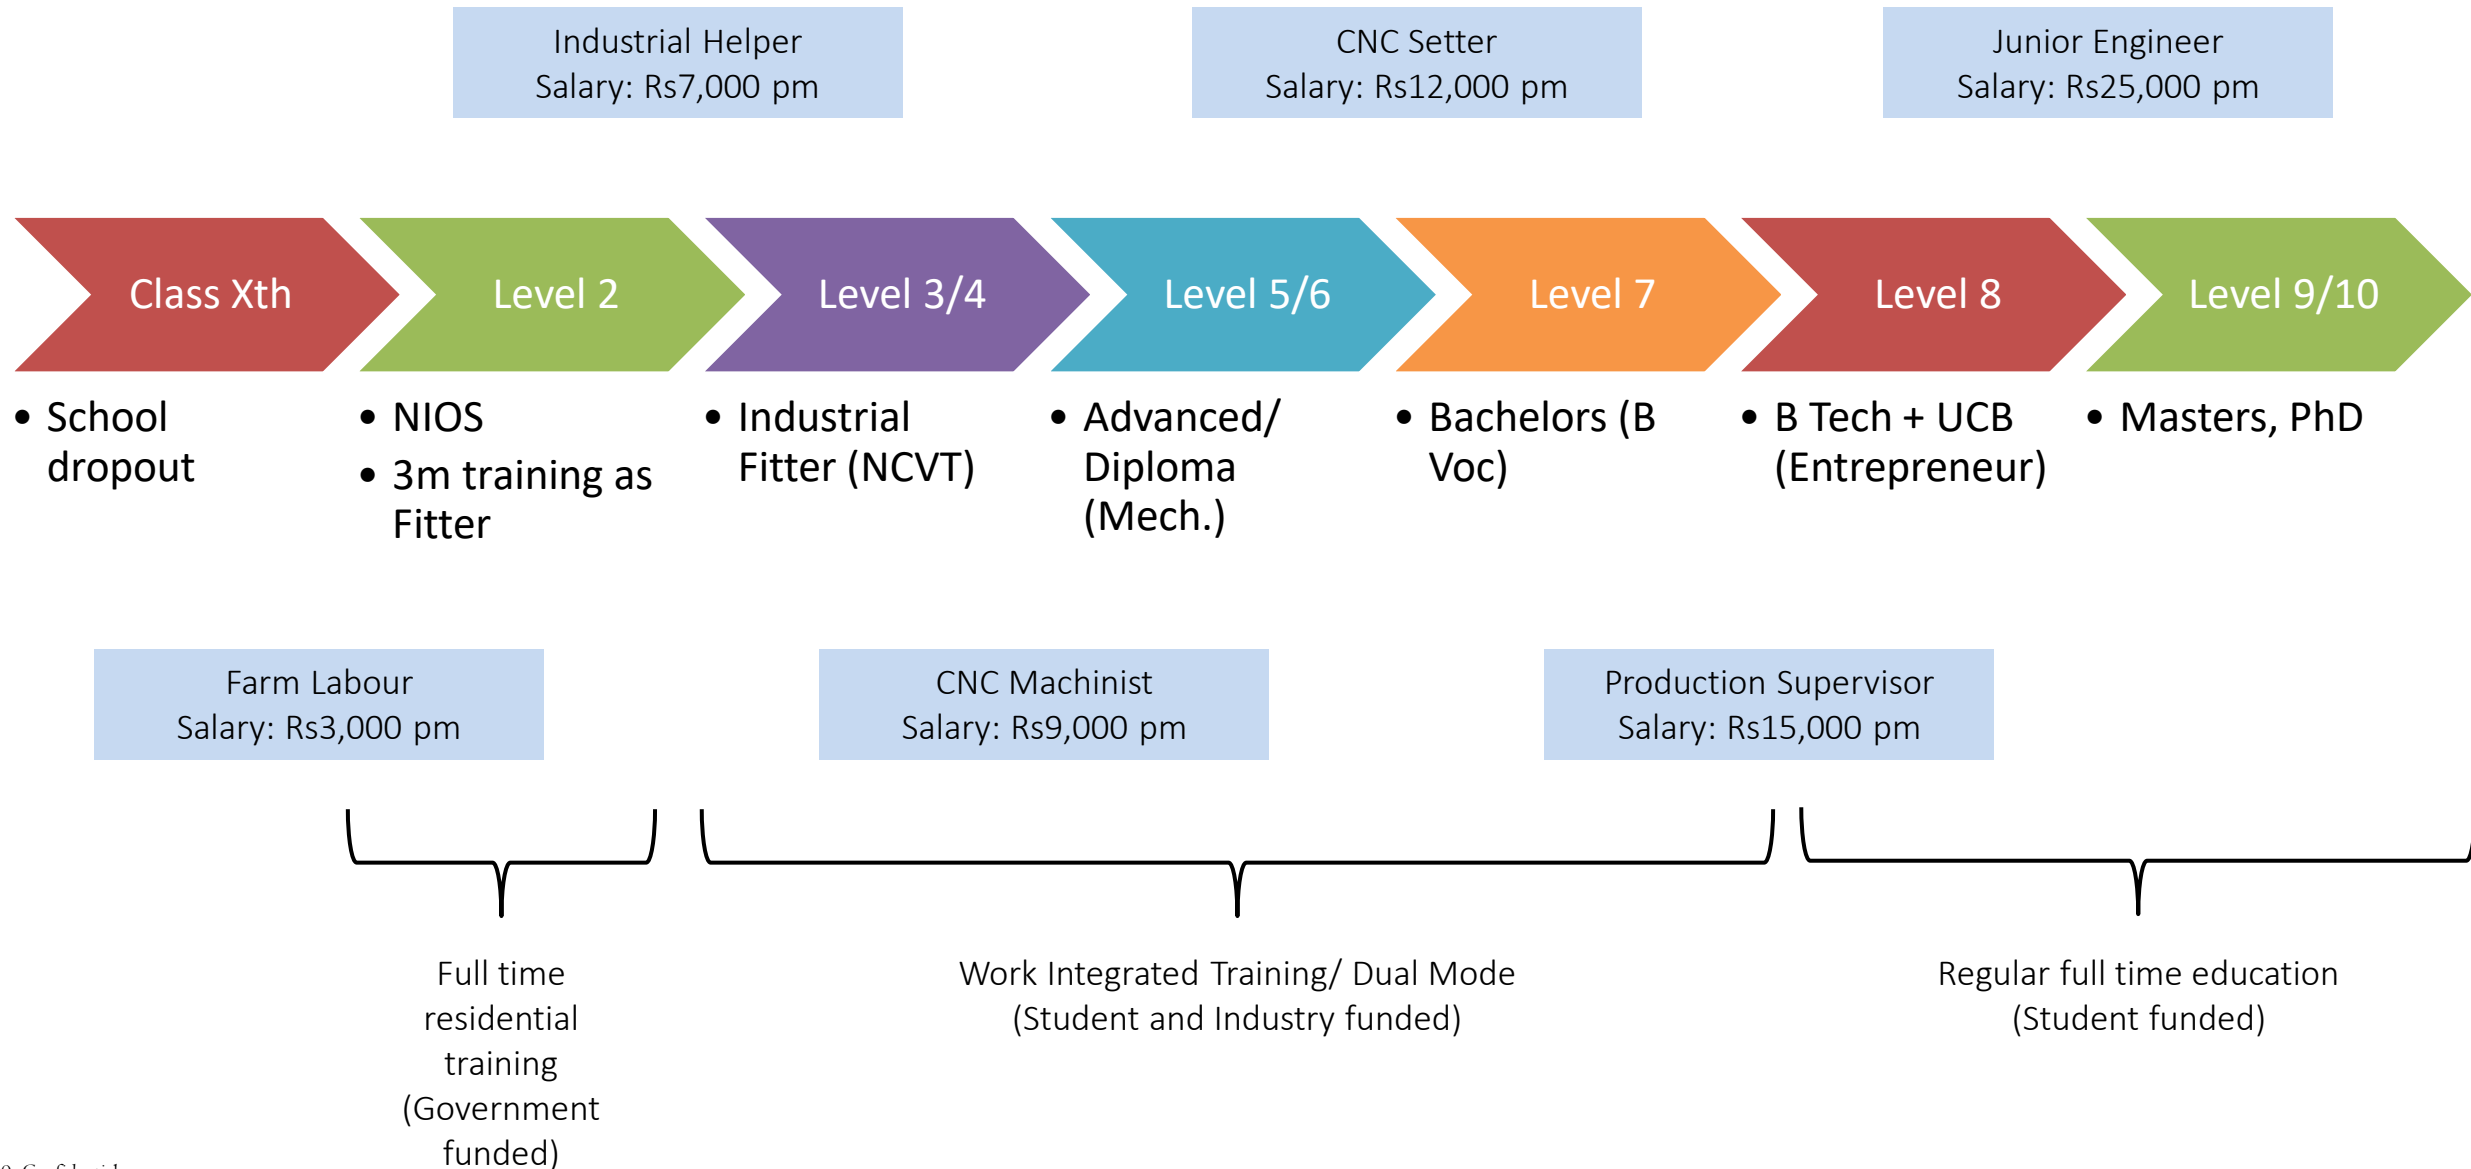 Industrial Helper
Salary: Rs7,000 pm
CNC Setter
Salary: Rs12,000 pm
Junior Engineer
Salary: Rs25,000 pm
Class Xth
Level 2
Level 3/4
Level 5/6
Level 7
Level 8
Level 9/10
• School
dropout
• NIOS
• 3m training as
Fitter
• Industrial
Fitter (NCVT)
• Advanced/
Diploma
(Mech.)
• Bachelors (B
Voc)
• B Tech + UCB
(Entrepreneur)
• Masters, PhD
Farm Labour
Salary: Rs3,000 pm
CNC Machinist
Salary: Rs9,000 pm
Production Supervisor
Salary: Rs15,000 pm
Full time
residential
training
(Government
funded)
Work Integrated Training/ Dual Mode
(Student and Industry funded)
Regular full time education
(Student funded)